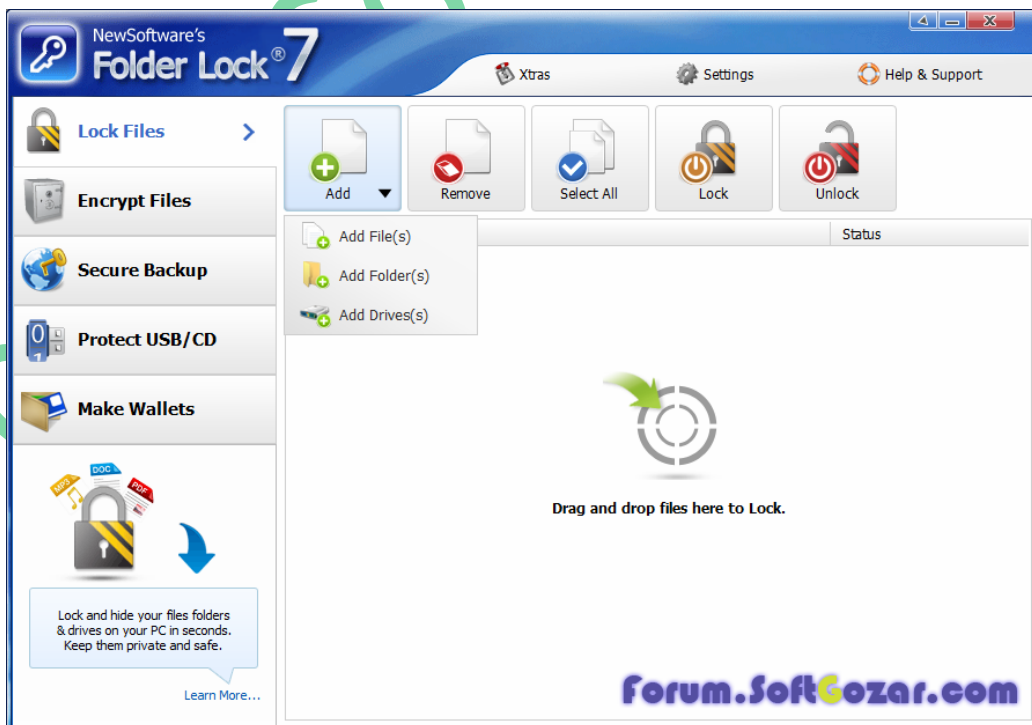 NewSoftware's
Folder Lock®7
Xtras
Settings
Help & Support
Lock Files
Encrypt Files
Secure Backup
Protect USB/CD
Make Wallets
Add
Remove
Select All
Lock
Unlock
Status
Add File(s)
Add Folder(s)
Add Drives(s)
Drag and drop files here to Lock.
MP3
DOC
PDF
Lock and hide your files folders
& drives on your PC in seconds.
Keep them private and safe.
Learn More...
Forum.SoftGozar.com